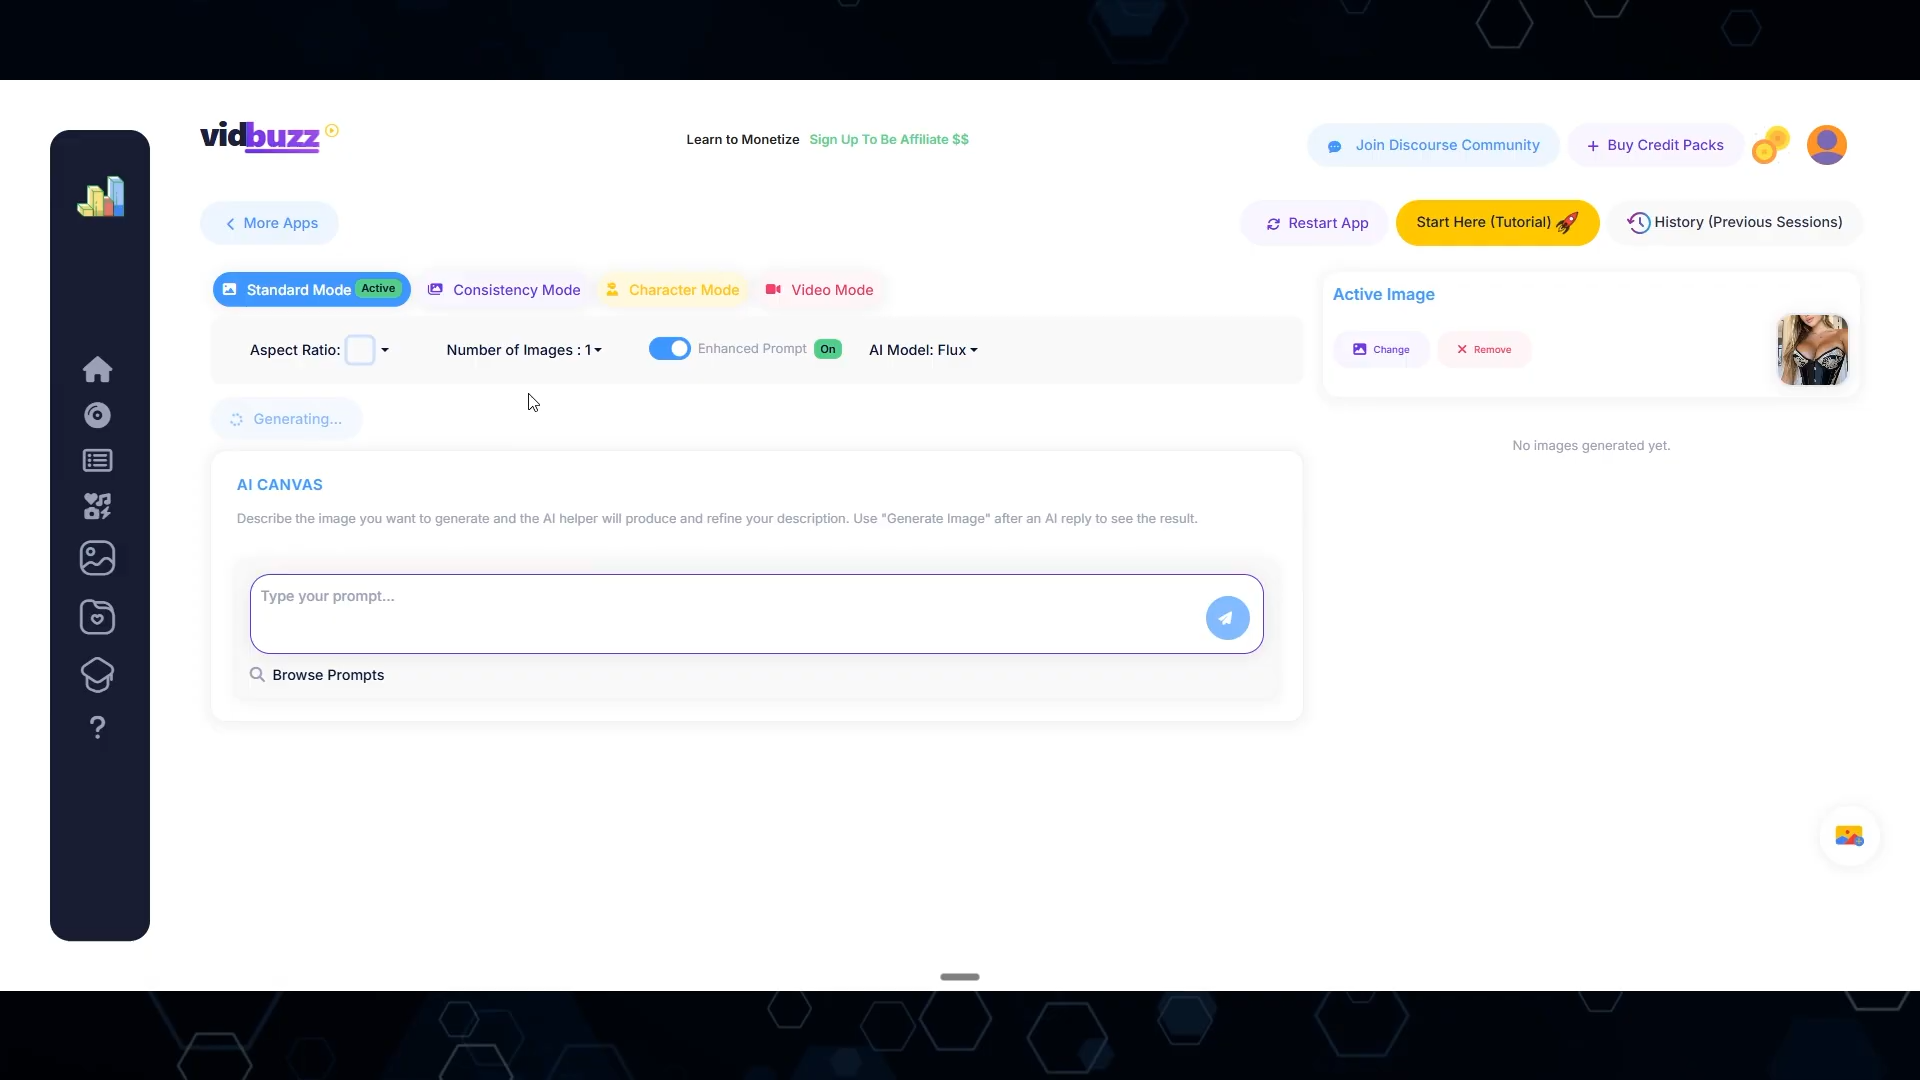 vidbuzz
Learn to Monetize Sign Up To Be Affiliate $$
Join Discourse Community
+ Buy Credit Packs
More Apps
Restart App
Start Here (Tutorial)
History (Previous Sessions)
Standard Mode Active
Consistency Mode
Character Mode
Video Mode
Active Image
Aspect Ratio:
Number of Images : 1
Enhanced Prompt On
AI Model: Flux
Change
Remove
Generating...
No images generated yet.
AI CANVAS
Describe the image you want to generate and the AI helper will produce and refine your description. Use "Generate Image" after an AI reply to see the result.
Type your prompt...
Browse Prompts
?